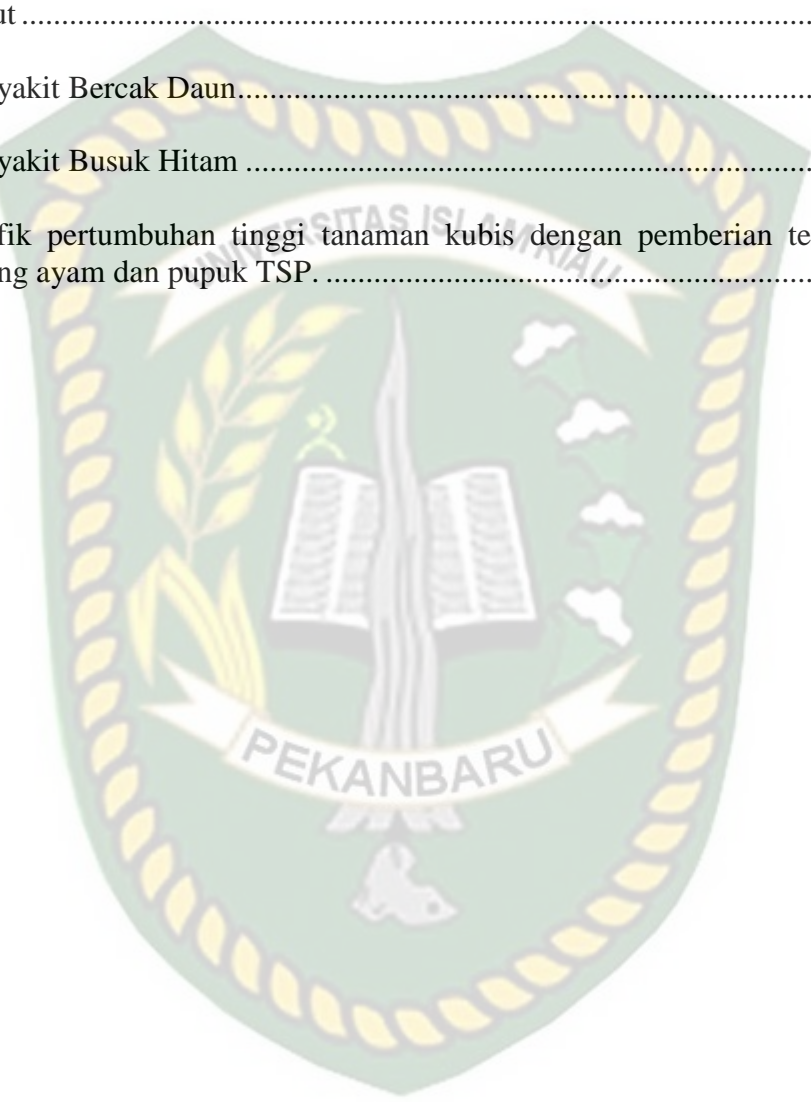 ut ........................................................................................................
yakit Bercak Daun........................................................................
yakit Busuk Hitam .......................................................................
UNIVERSITAS ISLAM RIAU
fik pertumbuhan tinggi tanaman kubis dengan pemberian te
ng ayam dan pupuk TSP. .............................................................
PEKANBARU